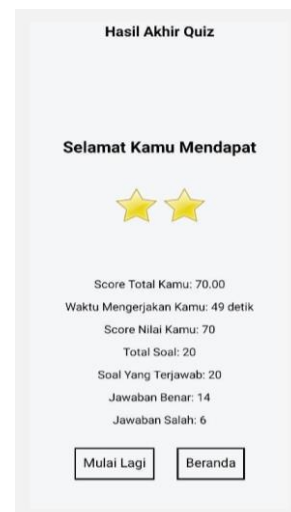 Hasil Akhir Quiz
Selamat Kamu Mendapat
Score Total Kamu: 70.00
Waktu Mengerjakan Kamu: 49 detik
Score Nilai Kamu: 70
Total Soal: 20
Soal Yang Terjawab: 20
Jawaban Benar: 14
Jawaban Salah: 6
Mulai Lagi
Beranda